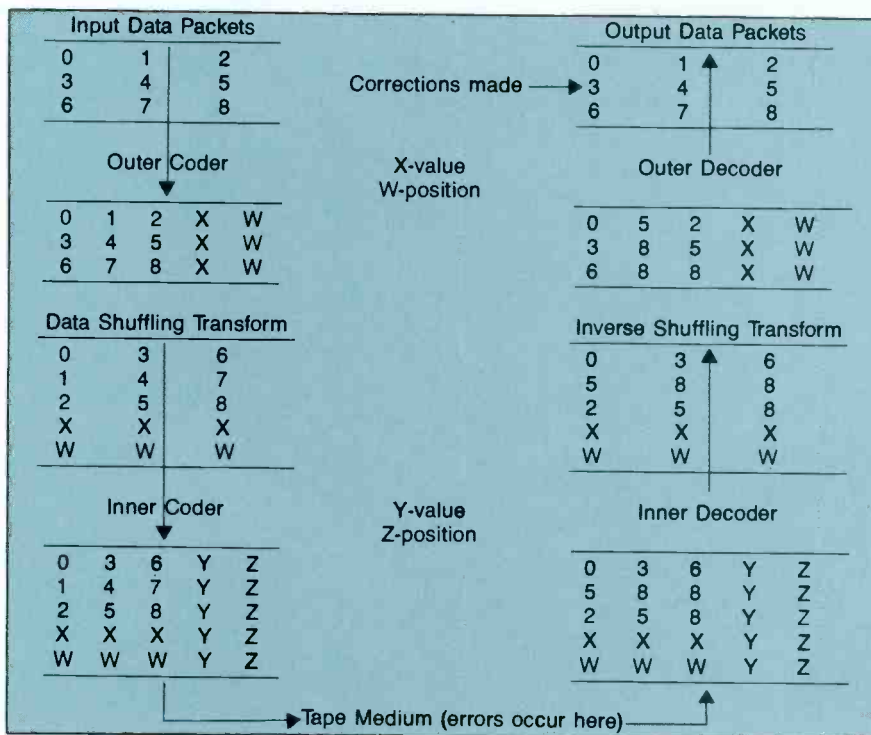 Input Data Packets
0 1 2
3 4 5
6 7 8
Outer Coder
0 1 2 X W
3 4 5 X W
6 7 8 X W
Data Shuffling Transform
0 3 6
1 4 7
2 5 8
X X X
W W W
Inner Coder
0 3 6 Y Z
1 4 7 Y Z
2 5 8 Y Z
X X X Y Z
W W W Y Z
Corrections made
X-value
W-position
Y-value
Z-position
Tape Medium (errors occur here)
Output Data Packets
0 1 2
3 4 5
6 7 8
Outer Decoder
0 5 2 X W
3 8 5 X W
6 8 8 X W
Inverse Shuffling Transform
0 3 6
5 8 8
2 5 8
X X X
W W W
Inner Decoder
0 3 6 Y Z
5 8 8 Y Z
2 5 8 Y Z
X X X Y Z
W W W Y Z